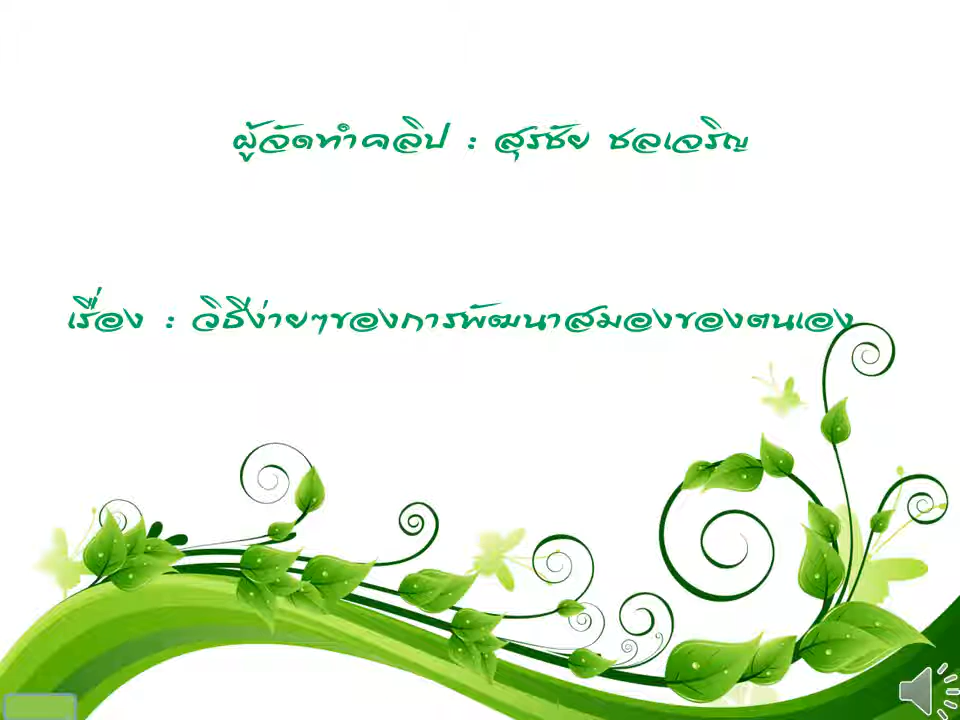 ผู้จัดทำคลิป : สุรชัย ชลเจริญ
เรื่อง : วิธีง่ายๆของการพัฒนาสมองของตนเอง